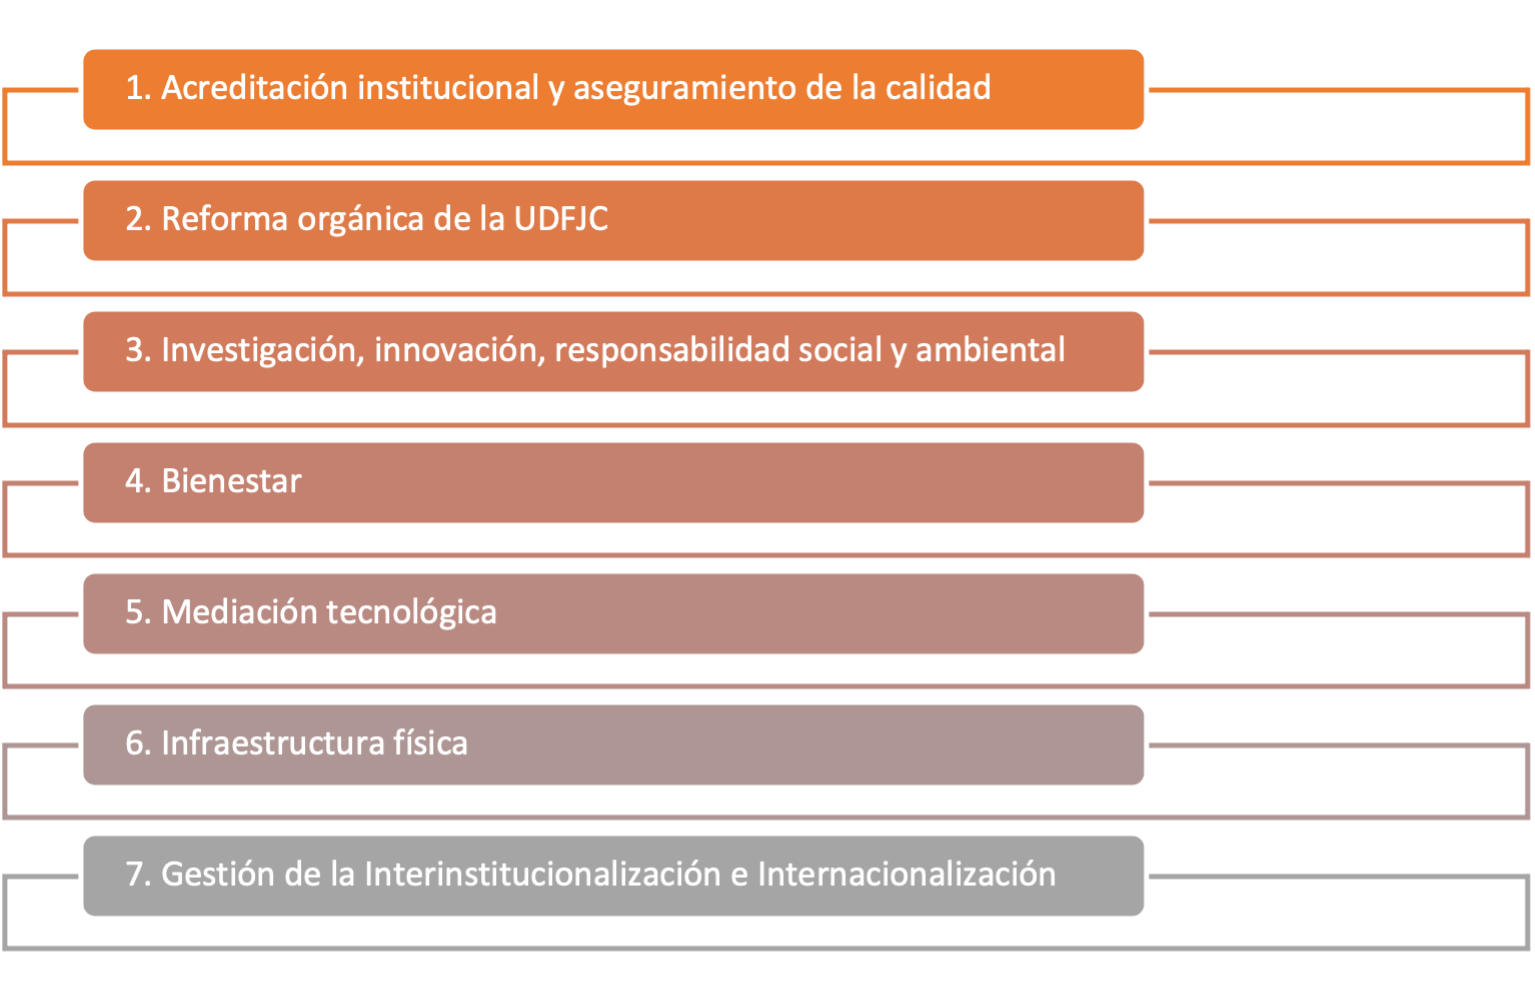 1. Acreditación institucional y aseguramiento de la calidad
2. Reforma orgánica de la UDFJC
3. Investigación, innovación, responsabilidad social y ambiental
4. Bienestar
5. Mediación tecnológica
6. Infraestructura física
7. Gestión de la Interinstitucionalización e Internacionalización